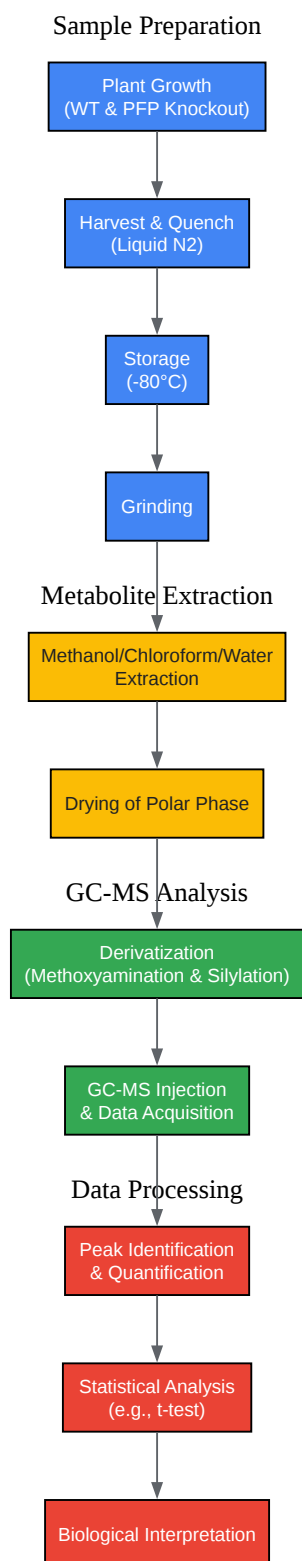 Sample Preparation
Plant Growth
(WT & PFP Knockout)
Harvest & Quench
(Liquid N2)
Storage
(-80°C)
Grinding
Metabolite Extraction
Methanol/Chloroform/Water
Extraction
Drying of Polar Phase
GC-MS Analysis
Derivatization
(Methoxyamination & Silylation)
GC-MS Injection
& Data Acquisition
Data Processing
Peak Identification
& Quantification
Statistical Analysis
(e.g., t-test)
Biological Interpretation